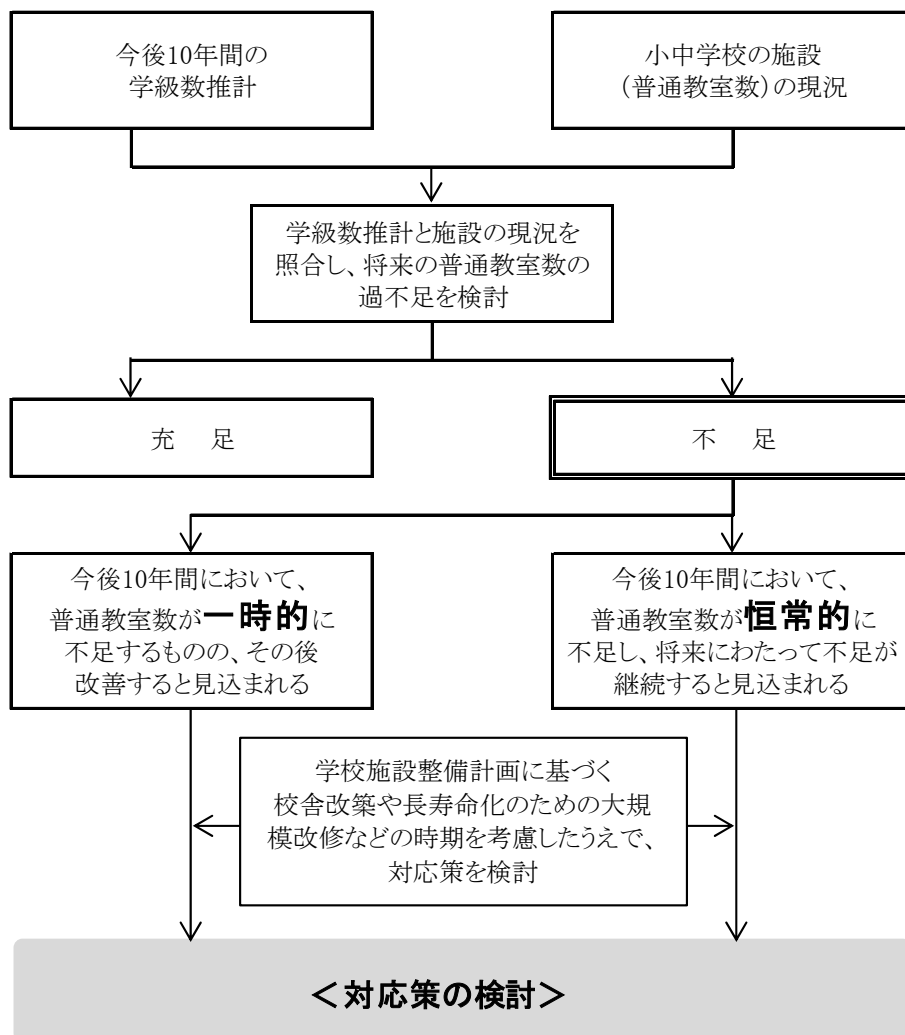 今後10年間の
学級数推計
小中学校の施設
(普通教室数)の現況
学級数推計と施設の現況を
照合し、将来の普通教室数の
過不足を検討
充 足
不 足
今後10年間において、
普通教室数が一時的に
不足するものの、その後
改善すると見込まれる
今後10年間において、
普通教室数が恒常的に
不足し、将来にわたって不足が
継続すると見込まれる
学校施設整備計画に基づく
校舎改築や長寿命化のための大規
模改修などの時期を考慮したうえで、
対応策を検討
<対応策の検討>